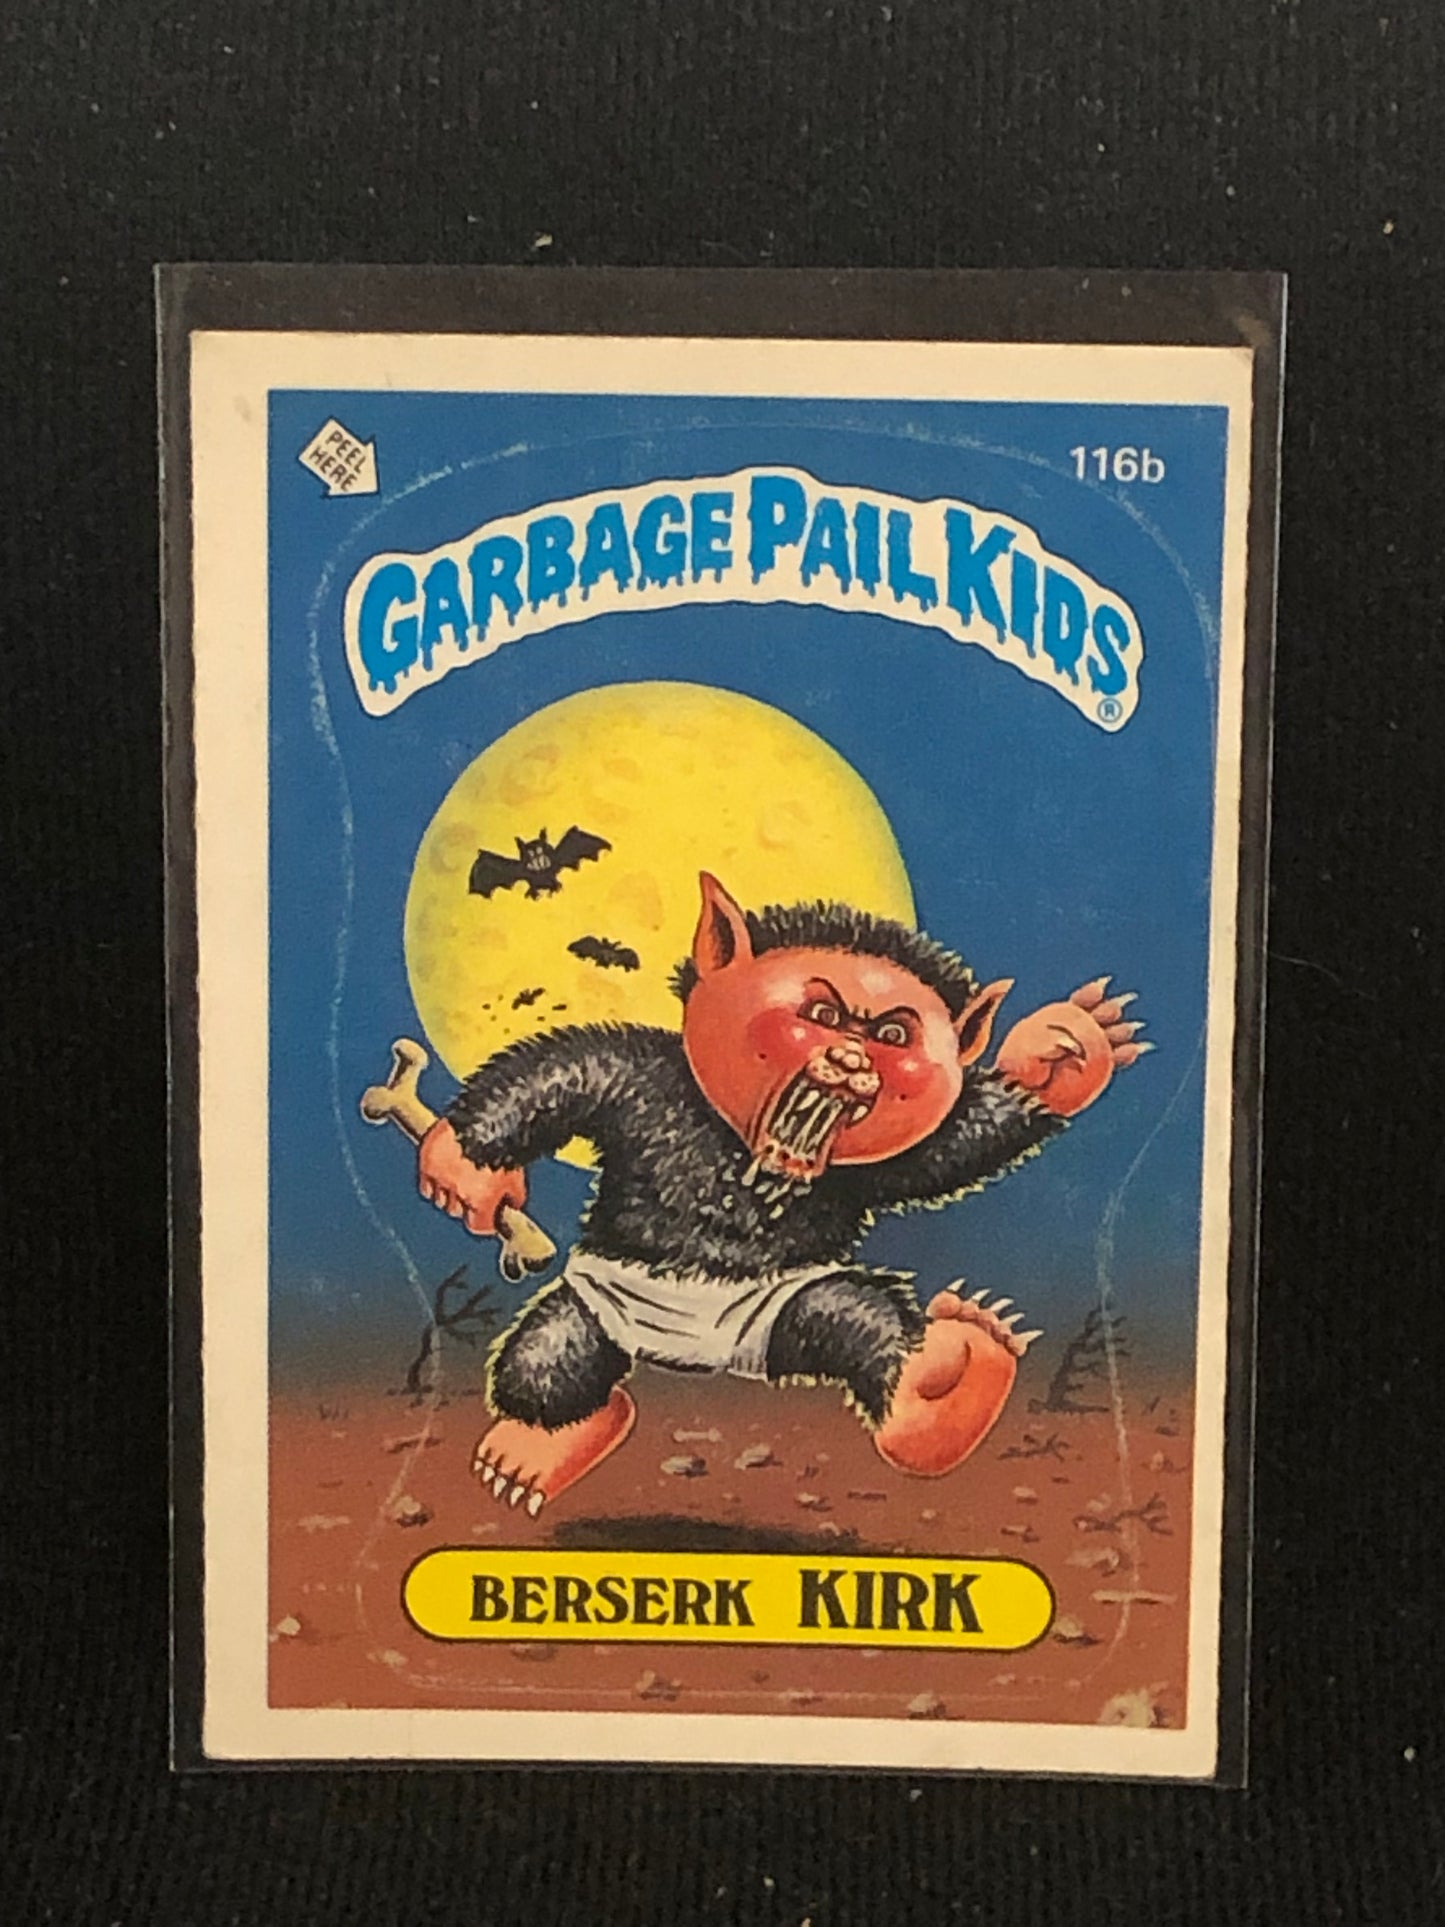 PEEL
HERE
116b
GARBAGE PAIL KIDS
®
BERSERK KIRK